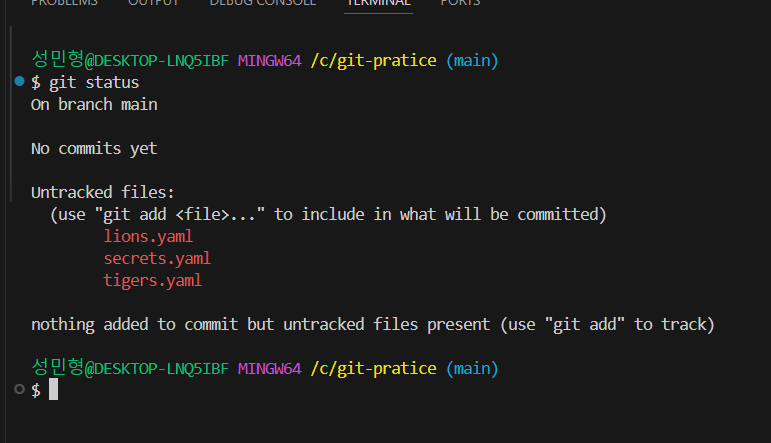 PROBLEMS OUTPUT DEBUG CONSOLE TERMINAL PORTS
성민형@DESKTOP-LNQ5IBF MINGW64 /c/git-pratice (main)
$ git status
On branch main
No commits yet
Untracked files:
(use "git add <file>..." to include in what will be committed)
lions.yaml
secrets.yaml
tigers.yaml
nothing added to commit but untracked files present (use "git add" to track)
성민형@DESKTOP-LNQ5IBF MINGW64 /c/git-pratice (main)
$